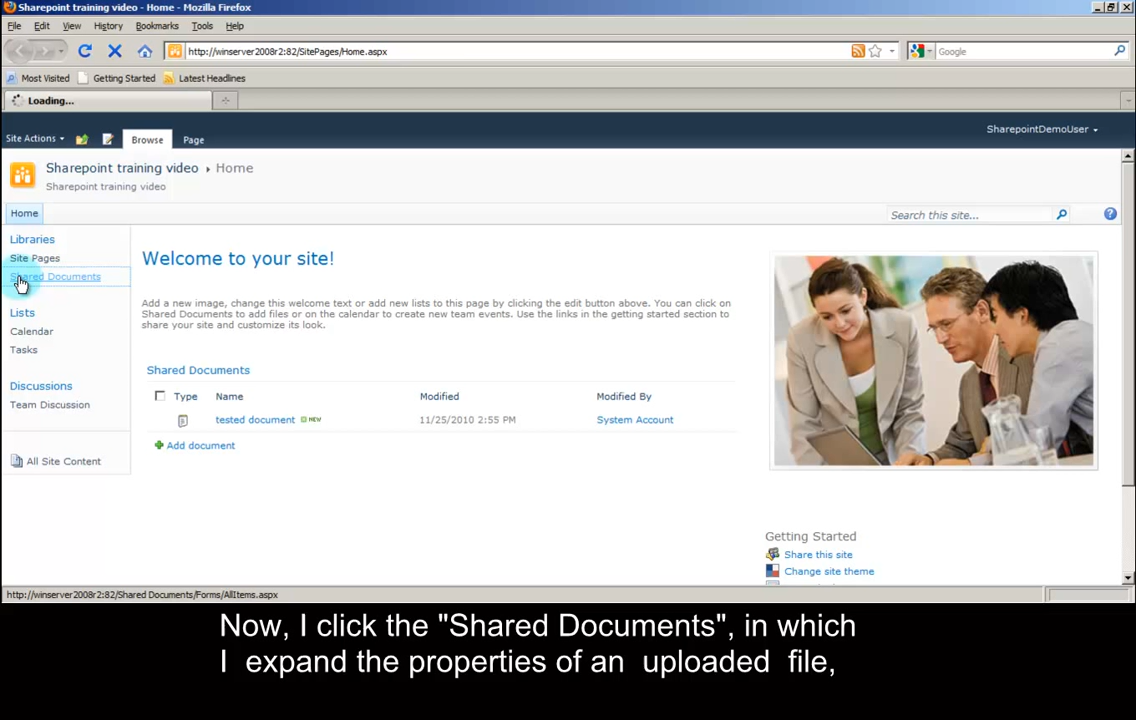 Sharepoint training video - Home - Mozilla Firefox
File Edit View History Bookmarks Tools Help
http://winserver2008r2:82/SitePages/Home.aspx
Google
Most Visited Getting Started Latest Headlines
Loading...
Site Actions Browse Page
SharepointDemoUser
Sharepoint training video Home
Sharepoint training video
Home
Search this site...
Libraries
Site Pages
Shared Documents
Lists
Calendar
Tasks
Discussions
Team Discussion
All Site Content
Welcome to your site!
Add a new image, change this welcome text or add new lists to this page by clicking the edit button above. You can click on
Shared Documents to add files or on the calendar to create new team events. Use the links in the getting started section to
share your site and customize its look.
Shared Documents
Type Name Modified Modified By
tested document NEW 11/25/2010 2:55 PM System Account
Add document
Getting Started
Share this site
Change site theme
http://winserver2008r2:82/Shared Documents/Forms/AllItems.aspx
Now, I click the "Shared Documents", in which
I expand the properties of an uploaded file,